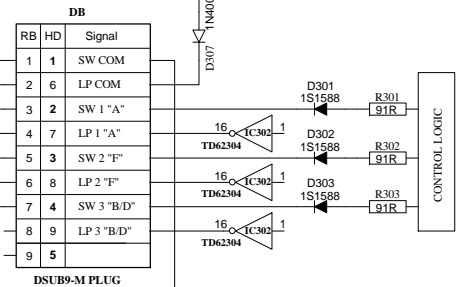 DB
1N400
D307
RB HD Signal
1 1 SW COM
2 6 LP COM
3 2 SW 1 "A"
4 7 LP 1 "A"
5 3 SW 2 "F"
6 8 LP 2 "F"
7 4 SW 3 "B/D"
8 9 LP 3 "B/D"
9 5
DSUB9-M PLUG
D301
1S1588
R301
91R
16 IC302 1
TD62304
D302
1S1588
R302
91R
16 IC302 1
TD62304
D303
1S1588
R303
91R
16 IC302 1
TD62304
CONTROL LOGIC